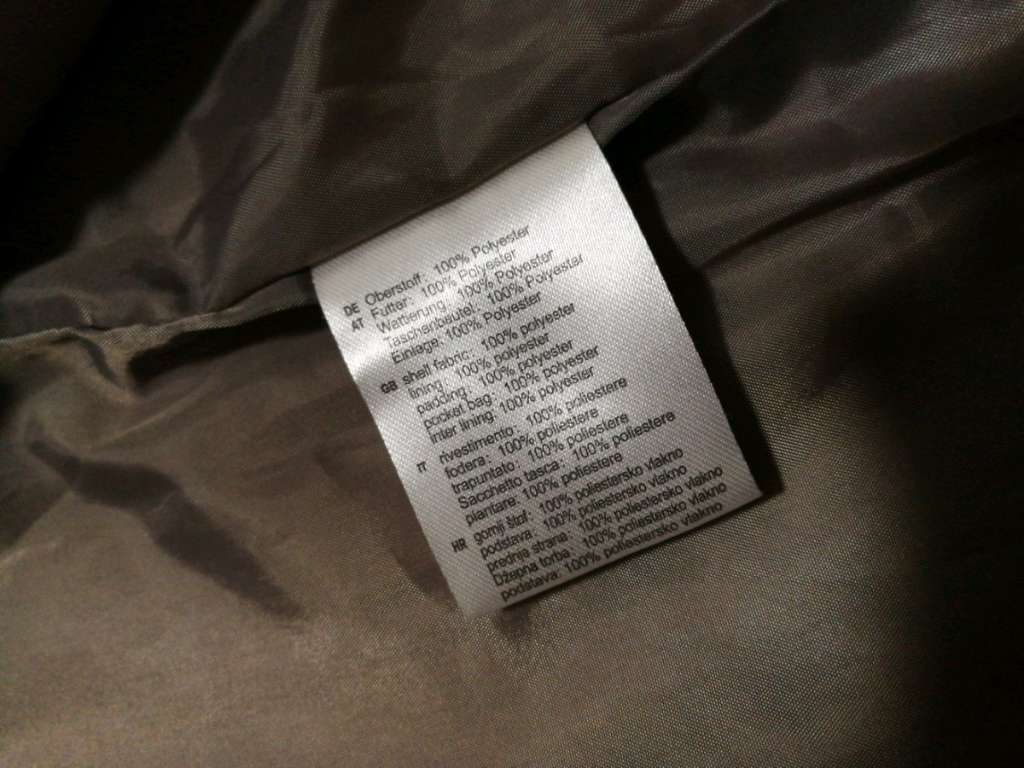 DE Oberstoff: 100% Polyester
AT Futter: 100% Polyester
Wattierung: 100% Polyester
Taschenbeutel: 100% Polyester
Einlage: 100% Polyester
GB shell fabric: 100% polyester
lining: 100% polyester
padding: 100% polyester
pocket bag: 100% polyester
inter lining: 100% polyester
IT rivestimento: 100% poliestere
fodera: 100% poliestere
trapuntato: 100% poliestere
Sacchetto tasca: 100% poliestere
piantare: 100% poliestere
HR gornji štof: 100% poliestersko vlakno
podstava: 100% poliestersko vlakno
prednja strana: 100% poliestersko vlakno
Džepna torba: 100% poliestersko vlakno
podstava: 100% poliestersko vlakno